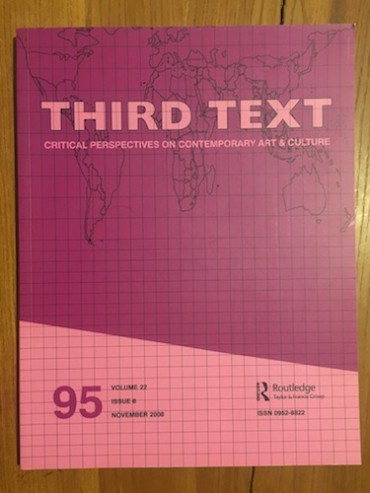 THIRD TEXT
CRITICAL PERSPECTIVES ON CONTEMPORARY ART & CULTURE
95
VOLUME 22
ISSUE 6
NOVEMBER 2008
Routledge
Taylor & Francis Group
ISSN 0952-8822